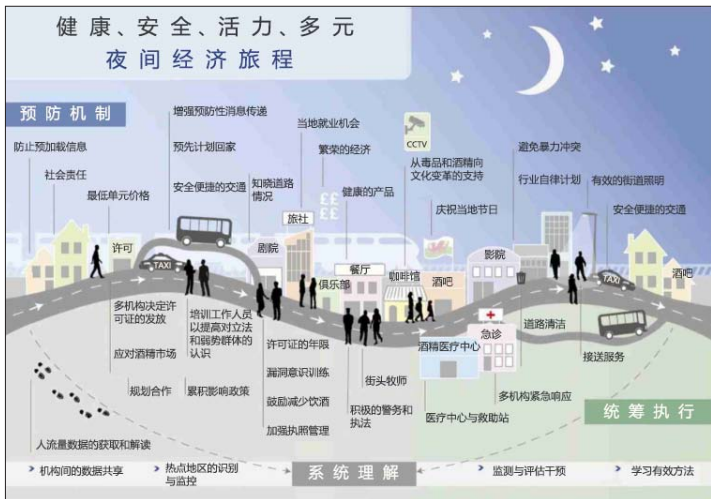 健康、安全、活力、多元
夜间经济旅程
预防机制
防止预加载信息
社会责任
最低单元价格
许可
增强预防性消息传递
预先计划回家
安全便捷的交通
知晓道路
情况
剧院
当地就业机会
繁荣的经济
££
££
旅社
健康的产品
餐厅
俱乐部
CCTV
从毒品和酒精向
文化变革的支持
庆祝当地节日
咖啡馆
酒吧
影院
避免暴力冲突
行业自律计划
有效的街道照明
安全便捷的交通
酒吧
TAXI
TAXI
多机构决定许
可证的发放
应对酒精市场
规划合作
培训工作人员
以提高对立法
和弱势群体的
认识
累积影响政策
许可证的年限
漏洞意识训练
鼓励减少饮酒
加强执照管理
街头牧师
积极的警务和
执法
酒精医疗中心
急诊
医疗中心与救助站
多机构紧急响应
道路清洁
接送服务
统筹执行
人流量数据的获取和解读
机构间的数据共享
热点地区的识别
与监控
系统理解
监测与评估干预
学习有效方法